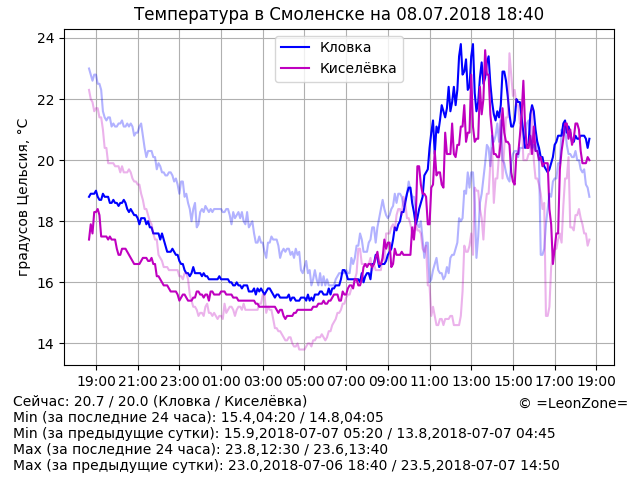 Температура в Смоленске на 08.07.2018 18:40
Кловка
Киселёвка
градусов Цельсия, °C
24
22
20
18
16
14
19:00 21:00 23:00 01:00 03:00 05:00 07:00 09:00 11:00 13:00 15:00 17:00 19:00
Сейчас: 20.7 / 20.0 (Кловка / Киселёвка)
© =LeonZone=
Min (за последние 24 часа): 15.4,04:20 / 14.8,04:05
Min (за предыдущие сутки): 15.9,2018-07-07 05:20 / 13.8,2018-07-07 04:45
Max (за последние 24 часа): 23.8,12:30 / 23.6,13:40
Max (за предыдущие сутки): 23.0,2018-07-06 18:40 / 23.5,2018-07-07 14:50